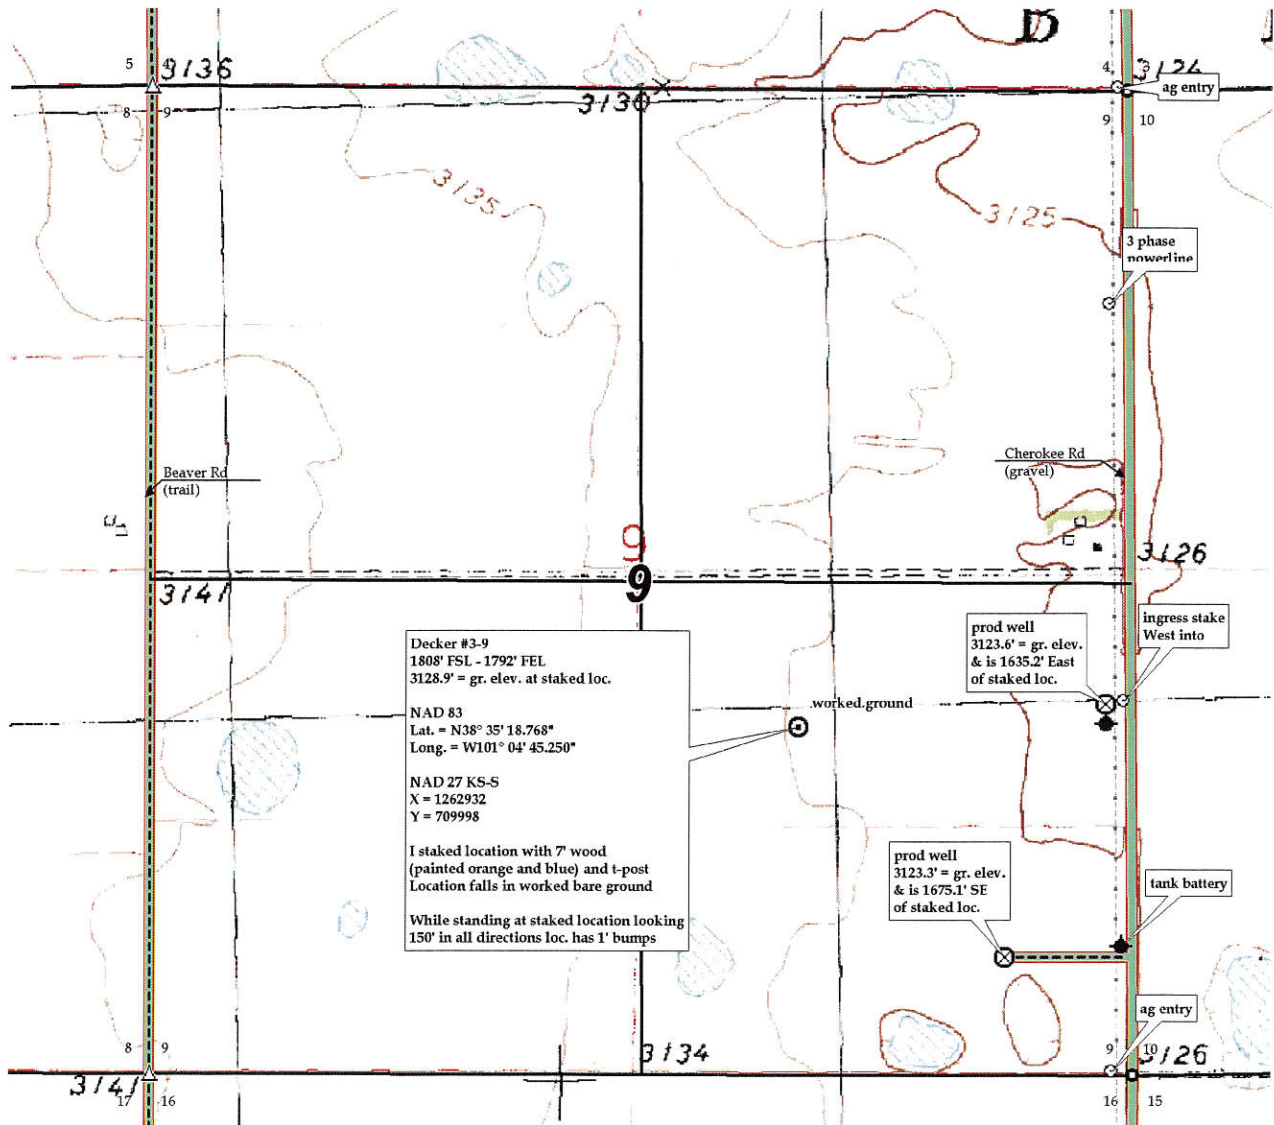 B
5 4
3136
8 9
3130
4 3
3126
ag entry
9 10
3135
3125
3 phase
powerline
Beaver Rd
(trail)
Cherokee Rd
(gravel)
9
3126
3141
9
ingress stake
West into
prod well
3123.6' = gr. elev.
& is 1635.2' East
of staked loc.
Decker #3-9
1808' FSL - 1792' FEL
3128.9' = gr. elev. at staked loc.
worked ground
NAD 83
Lat. = N38° 35' 18.768"
Long. = W101° 04' 45.250"
NAD 27 KS-S
X = 1262932
Y = 709998
I staked location with 7' wood
(painted orange and blue) and t-post
Location falls in worked bare ground
While standing at staked location looking
150' in all directions loc. has 1' bumps
prod well
3123.3' = gr. elev.
& is 1675.1' SE
of staked loc.
tank battery
ag entry
8 9
3134
9 10
3126
3141
17 16
16 15